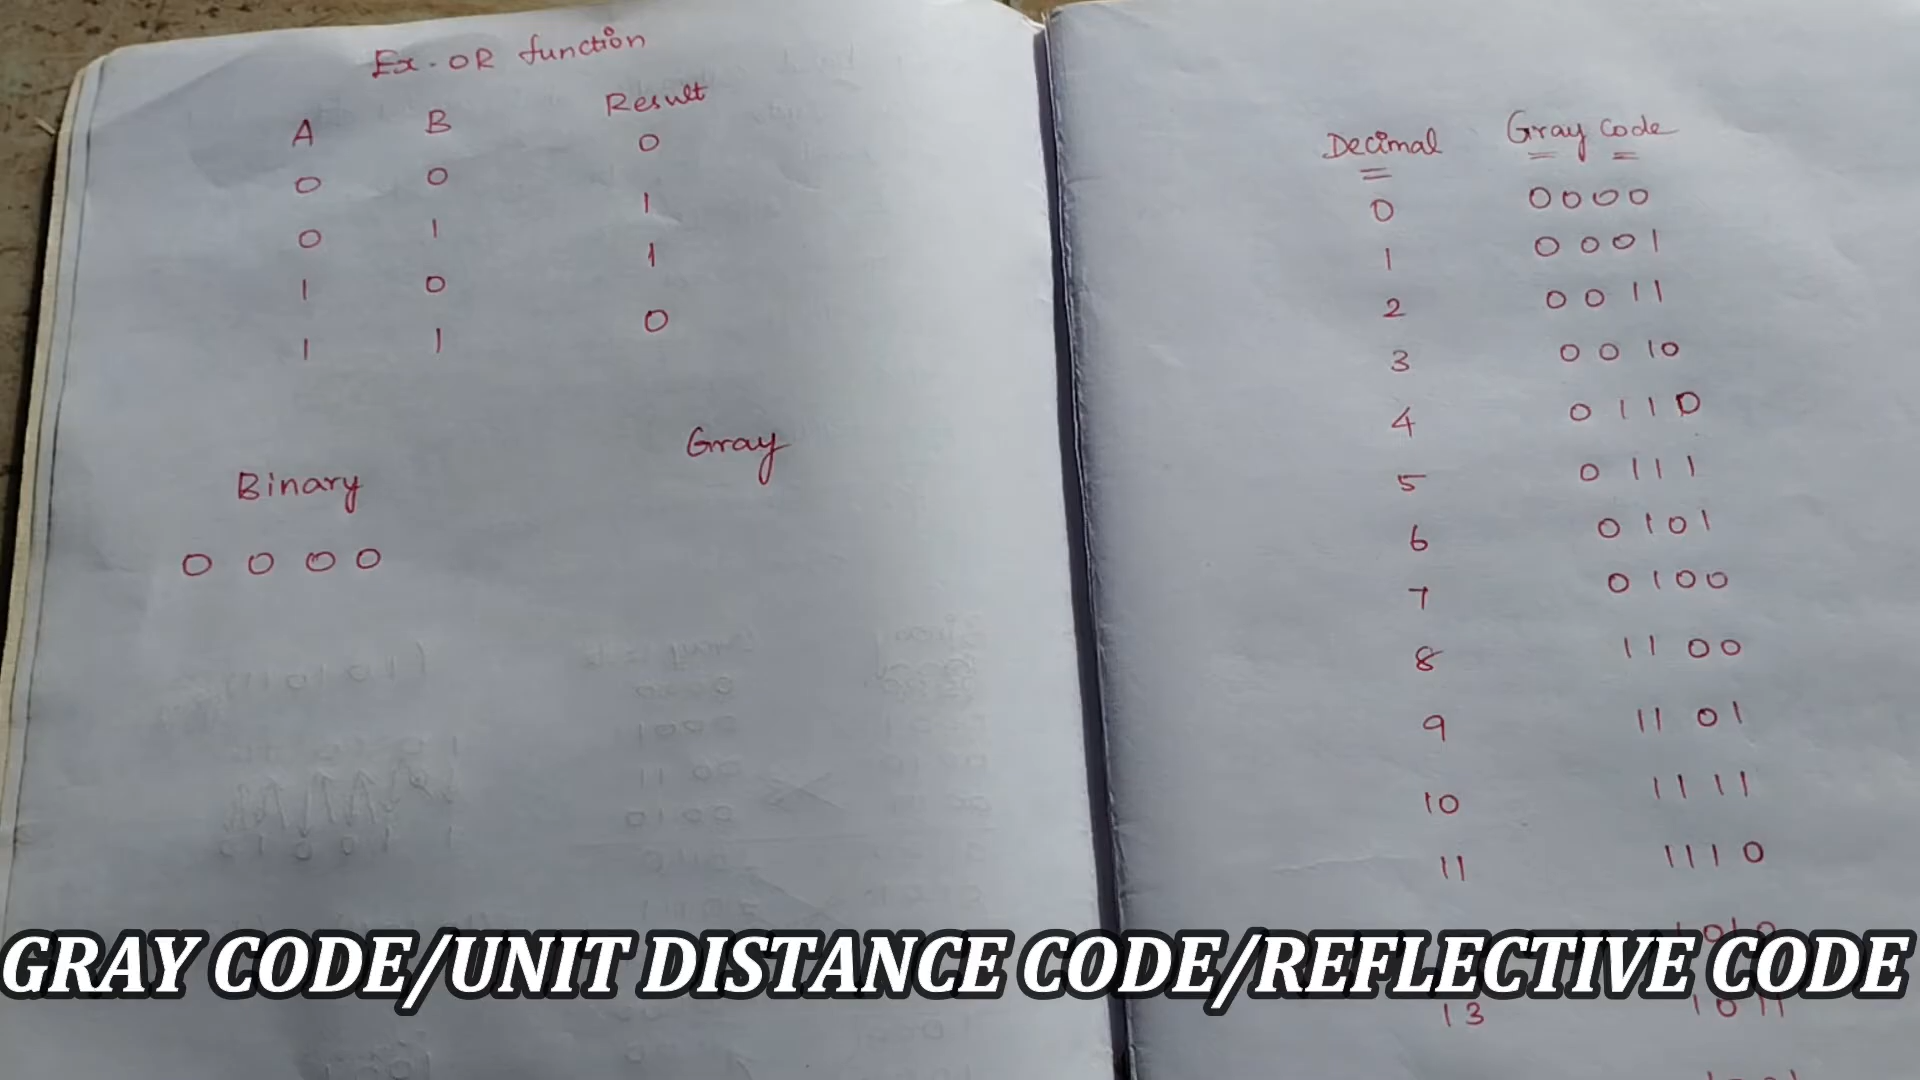 Ex-OR function
A B Result
0 0 0
0 1 1
1 0 1
1 1 0
Binary Gray
0 0 0 0
Decimal Gray code
0 0000
1 0001
2 0011
3 0010
4 0110
5 0111
6 0101
7 0100
8 1100
9 1101
10 1111
11 1110
1010
GRAY CODE/UNIT DISTANCE CODE/REFLECTIVE CODE
13 1011